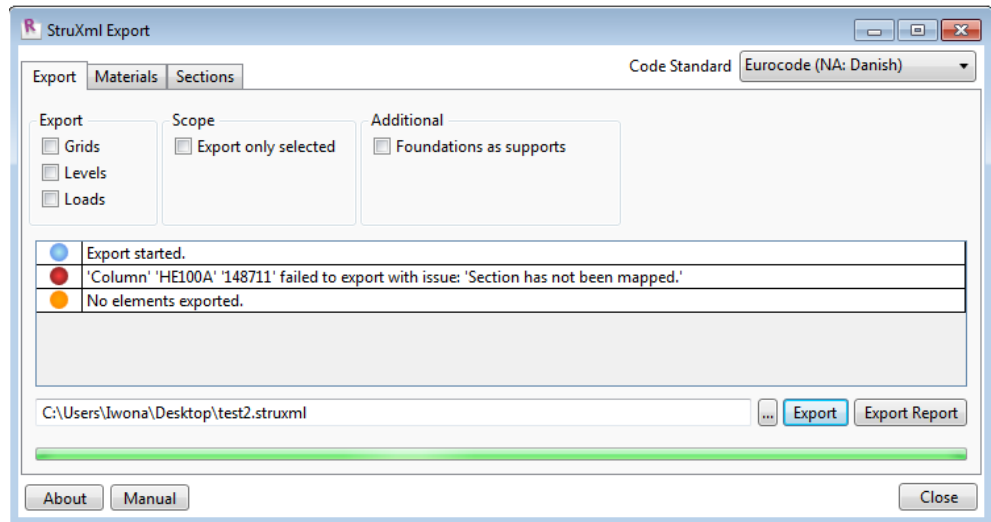 StruXml Export
Export Materials Sections Code Standard Eurocode (NA: Danish)
Export Scope Additional
Grids Export only selected Foundations as supports
Levels
Loads
Export started.
'Column' 'HE100A' '148711' failed to export with issue: 'Section has not been mapped.'
No elements exported.
C:\Users\Iwona\Desktop\test2.struxml ... Export Export Report
About Manual Close